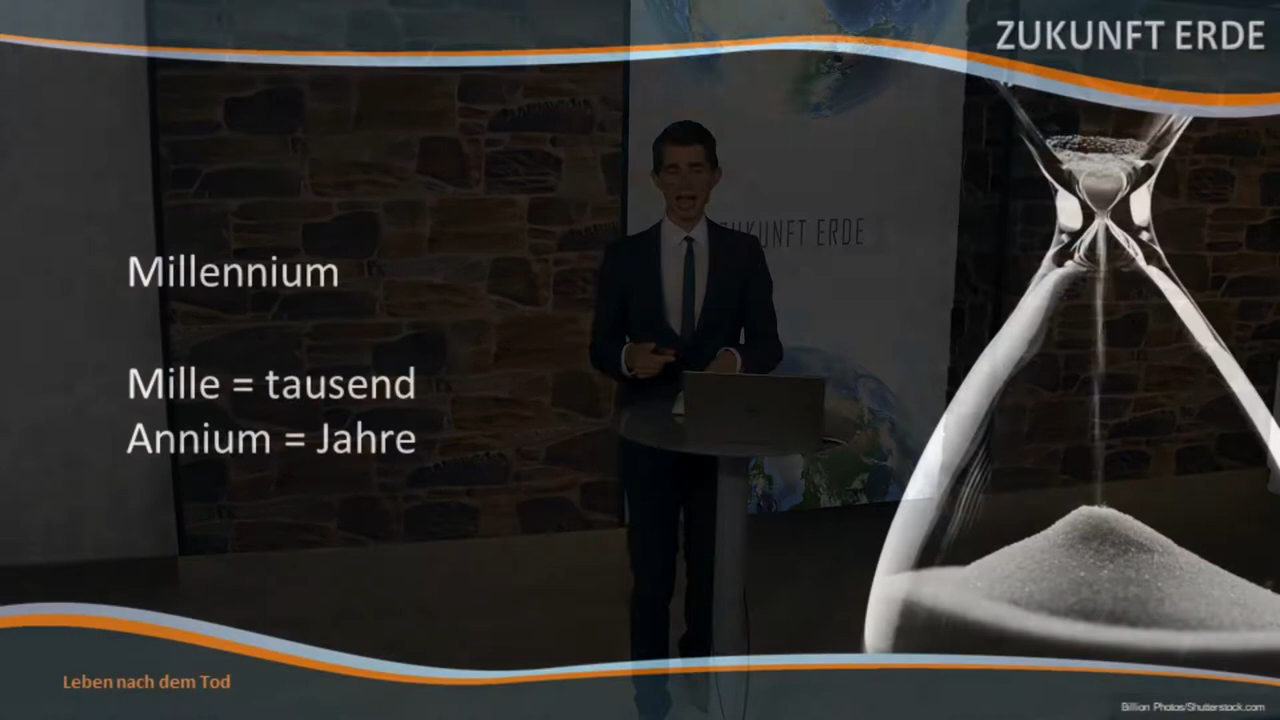 ZUKUNFT ERDE
ZUKUNFT ERDE
Millennium
Mille = tausend
Annium = Jahre
Leben nach dem Tod
Billion Photos/Shutterstock.com